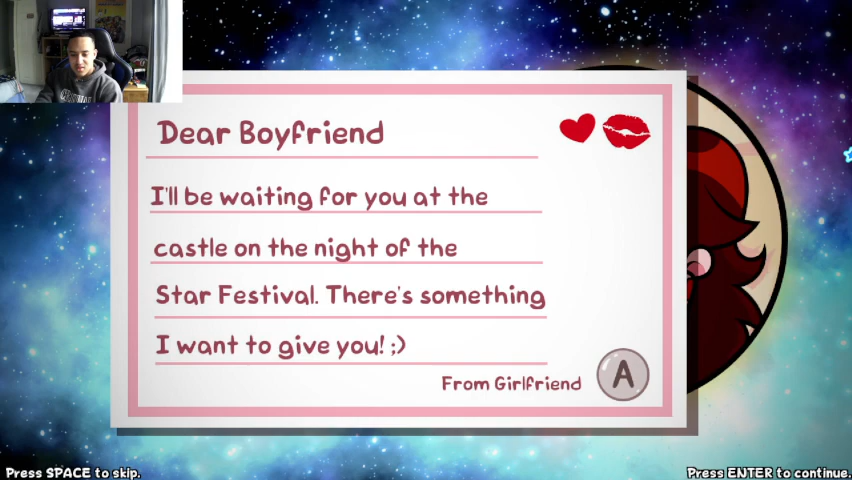 Dear Boyfriend
I'll be waiting for you at the
castle on the night of the
Star Festival. There's something
I want to give you! ;)
From Girlfriend
A
Press SPACE to skip.
Press ENTER to continue.